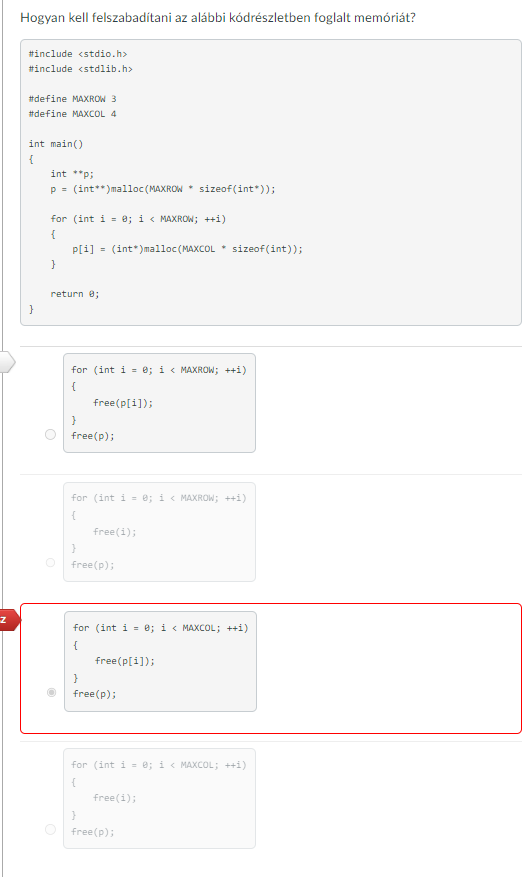 Hogyan kell felszabadítani az alábbi kódrészletben foglalt memóriát?
#include <stdio.h>
#include <stdlib.h>
#define MAXROW 3
#define MAXCOL 4
int main()
{
    int **p;
    p = (int**)malloc(MAXROW * sizeof(int*));
    for (int i = 0; i < MAXROW; ++i)
    {
        p[i] = (int*)malloc(MAXCOL * sizeof(int));
    }
    return 0;
}
for (int i = 0; i < MAXROW; ++i)
{
    free(p[i]);
}
free(p);
for (int i = 0; i < MAXROW; ++i)
{
    free(i);
}
free(p);
z
for (int i = 0; i < MAXCOL; ++i)
{
    free(p[i]);
}
free(p);
for (int i = 0; i < MAXCOL; ++i)
{
    free(i);
}
free(p);